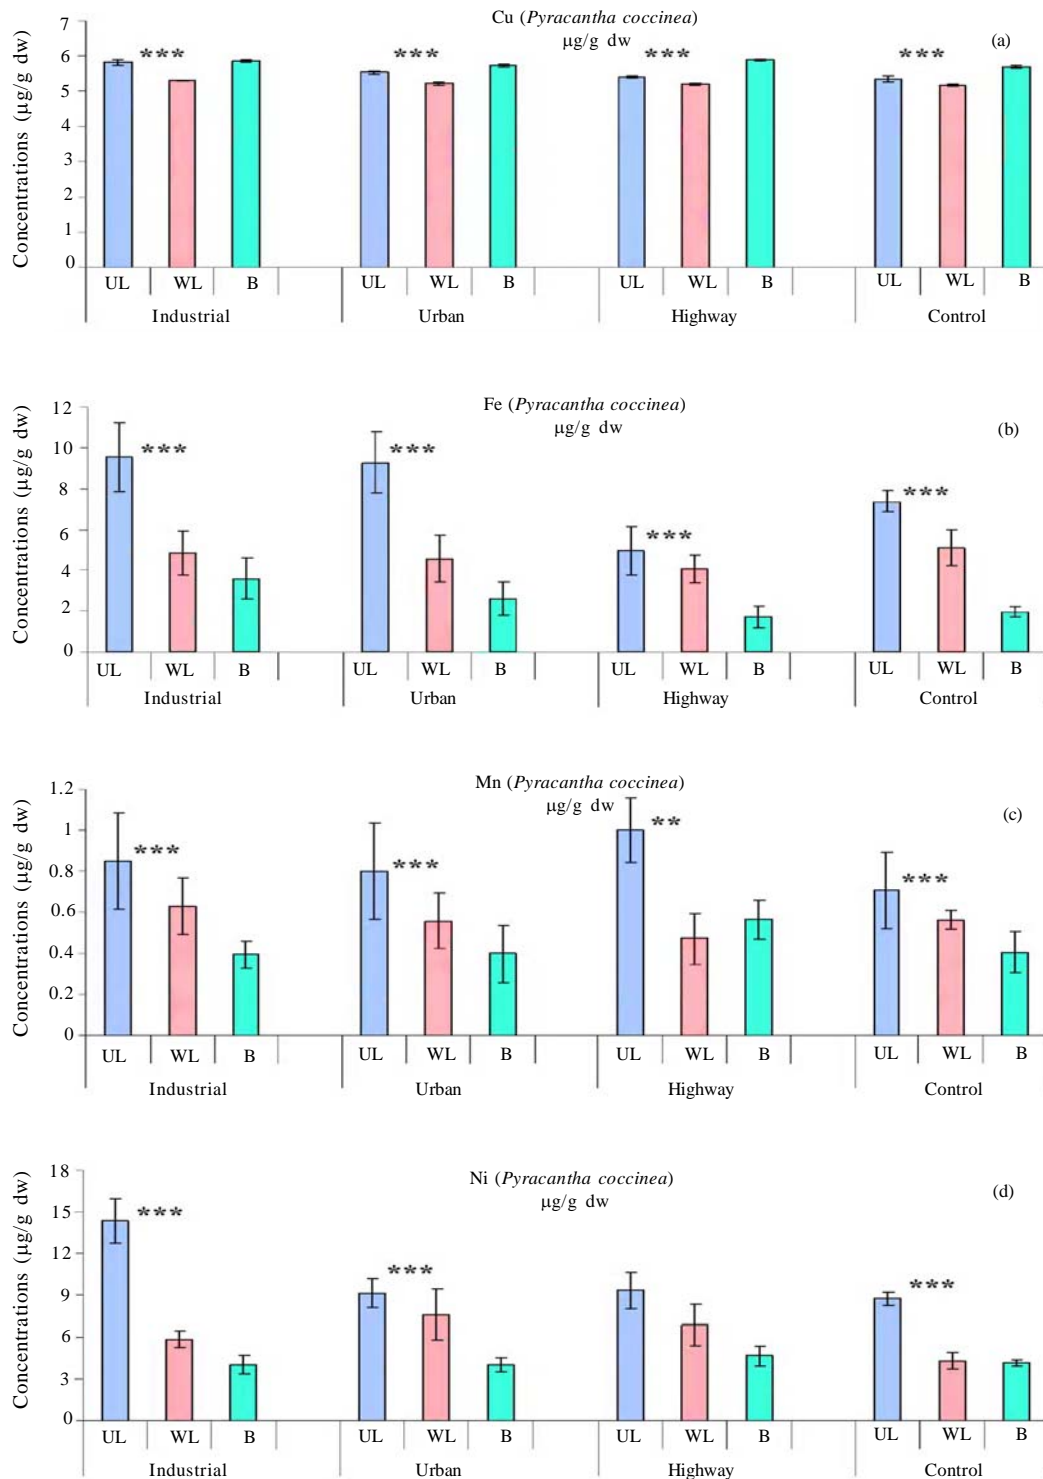 Cu (Pyracantha coccinea)
µg/g dw
(a)
Concentrations (µg/g dw)
7
6
5
4
3
2
1
0
*** *** *** ***
UL WL B UL WL B UL WL B UL WL B
Industrial Urban Highway Control
Fe (Pyracantha coccinea)
µg/g dw
(b)
Concentrations (µg/g dw)
12
10
8
6
4
2
0
*** *** *** ***
UL WL B UL WL B UL WL B UL WL B
Industrial Urban Highway Control
Mn (Pyracantha coccinea)
µg/g dw
(c)
Concentrations (µg/g dw)
1.2
1
0.8
0.6
0.4
0.2
0
*** *** ** ***
UL WL B UL WL B UL WL B UL WL B
Industrial Urban Highway Control
Ni (Pyracantha coccinea)
µg/g dw
(d)
Concentrations (µg/g dw)
18
15
12
9
6
3
0
*** *** ***
UL WL B UL WL B UL WL B UL WL B
Industrial Urban Highway Control